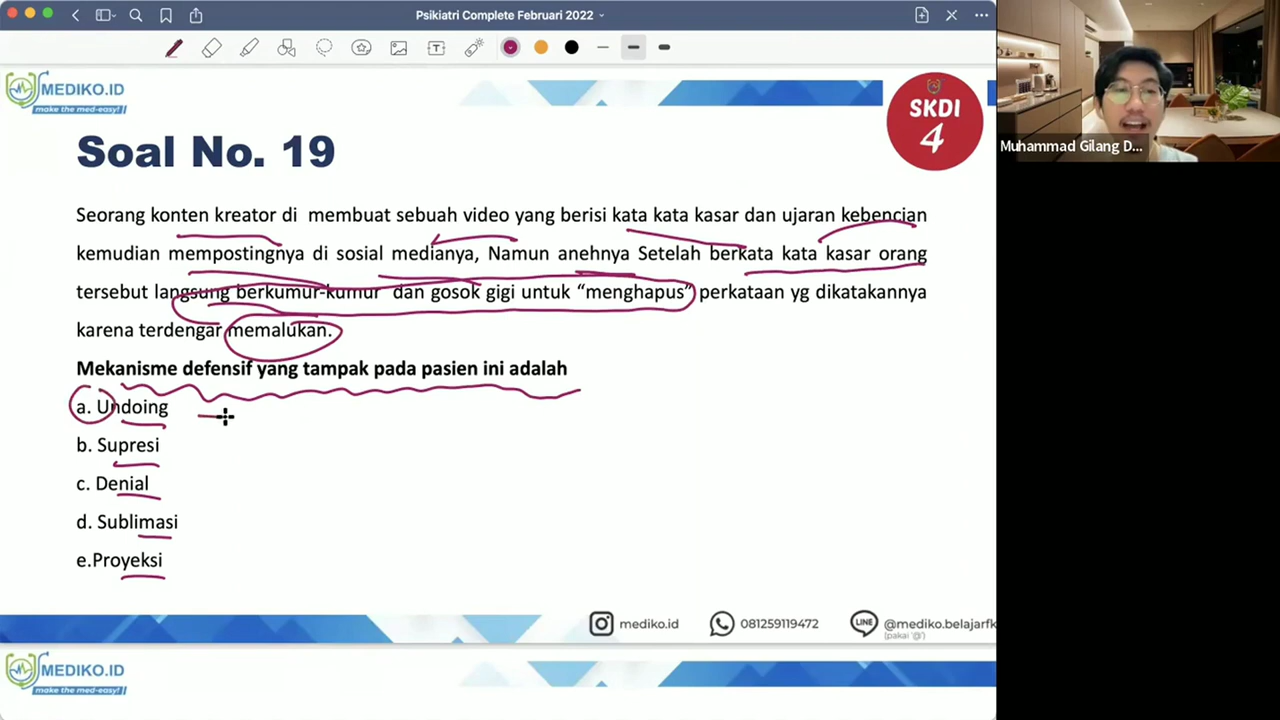 Psikiatri Complete Februari 2022
MEDIKO.ID
make the med-easy!
SKDI
4
Muhammad Gilang D...
Soal No. 19
Seorang konten kreator di membuat sebuah video yang berisi kata kata kasar dan ujaran kebencian
kemudian mempostingnya di sosial medianya, Namun anehnya Setelah berkata kata kasar orang
tersebut langsung berkumur-kumur dan gosok gigi untuk “menghapus” perkataan yg dikatakannya
karena terdengar memalukan.
Mekanisme defensif yang tampak pada pasien ini adalah
a. Undoing
b. Supresi
c. Denial
d. Sublimasi
e.Proyeksi
mediko.id
081259119472
LINE
@mediko.belajarfk
(pakai '@')
MEDIKO.ID
make the med-easy!